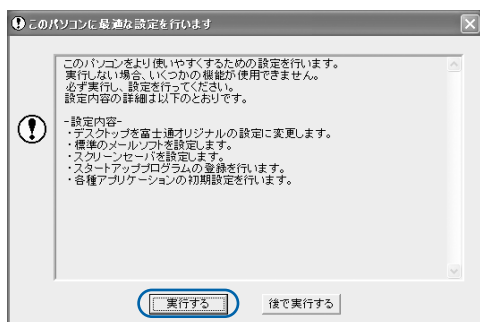 このパソコンに最適な設定を行います
このパソコンをより使いやすくするための設定を行います。
実行しない場合、いくつかの機能が使用できません。
必ず実行し、設定を行ってください。
設定内容の詳細は以下のとおりです。
-設定内容-
・デスクトップを富士通オリジナルの設定に変更します。
・標準のメールソフトを設定します。
・スクリーンセーバを設定します。
・スタートアッププログラムの登録を行います。
・各種アプリケーションの初期設定を行います。
実行する 後で実行する